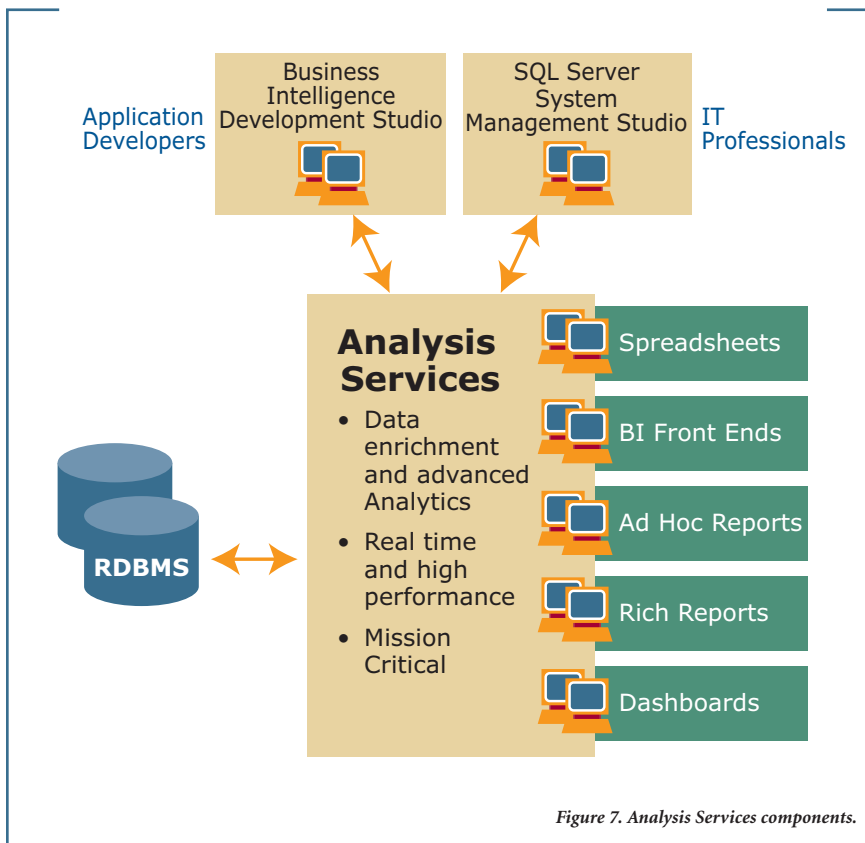 Application
Developers
Business
Intelligence
Development Studio
SQL Server
System
Management Studio
IT
Professionals
Analysis
Services
• Data
enrichment
and advanced
Analytics
• Real time
and high
performance
• Mission
Critical
RDBMS
Spreadsheets
BI Front Ends
Ad Hoc Reports
Rich Reports
Dashboards
Figure 7. Analysis Services components.